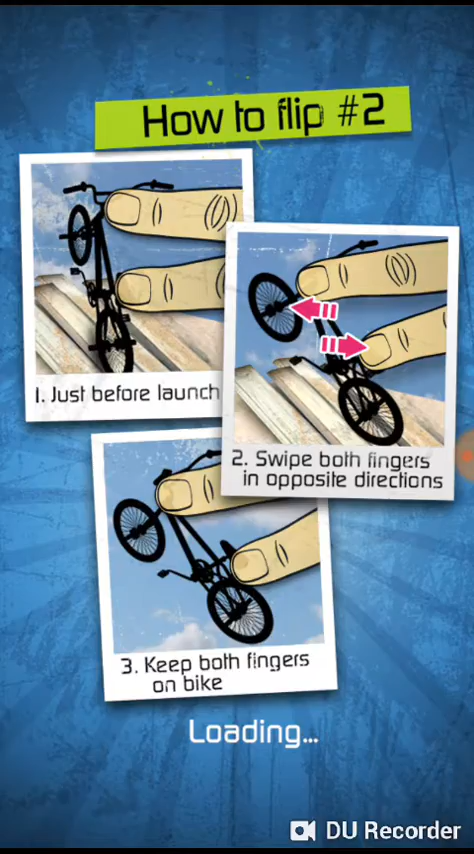 How to flip #2
1. Just before launch
2. Swipe both fingers
in opposite directions
3. Keep both fingers
on bike
Loading...
DU Recorder